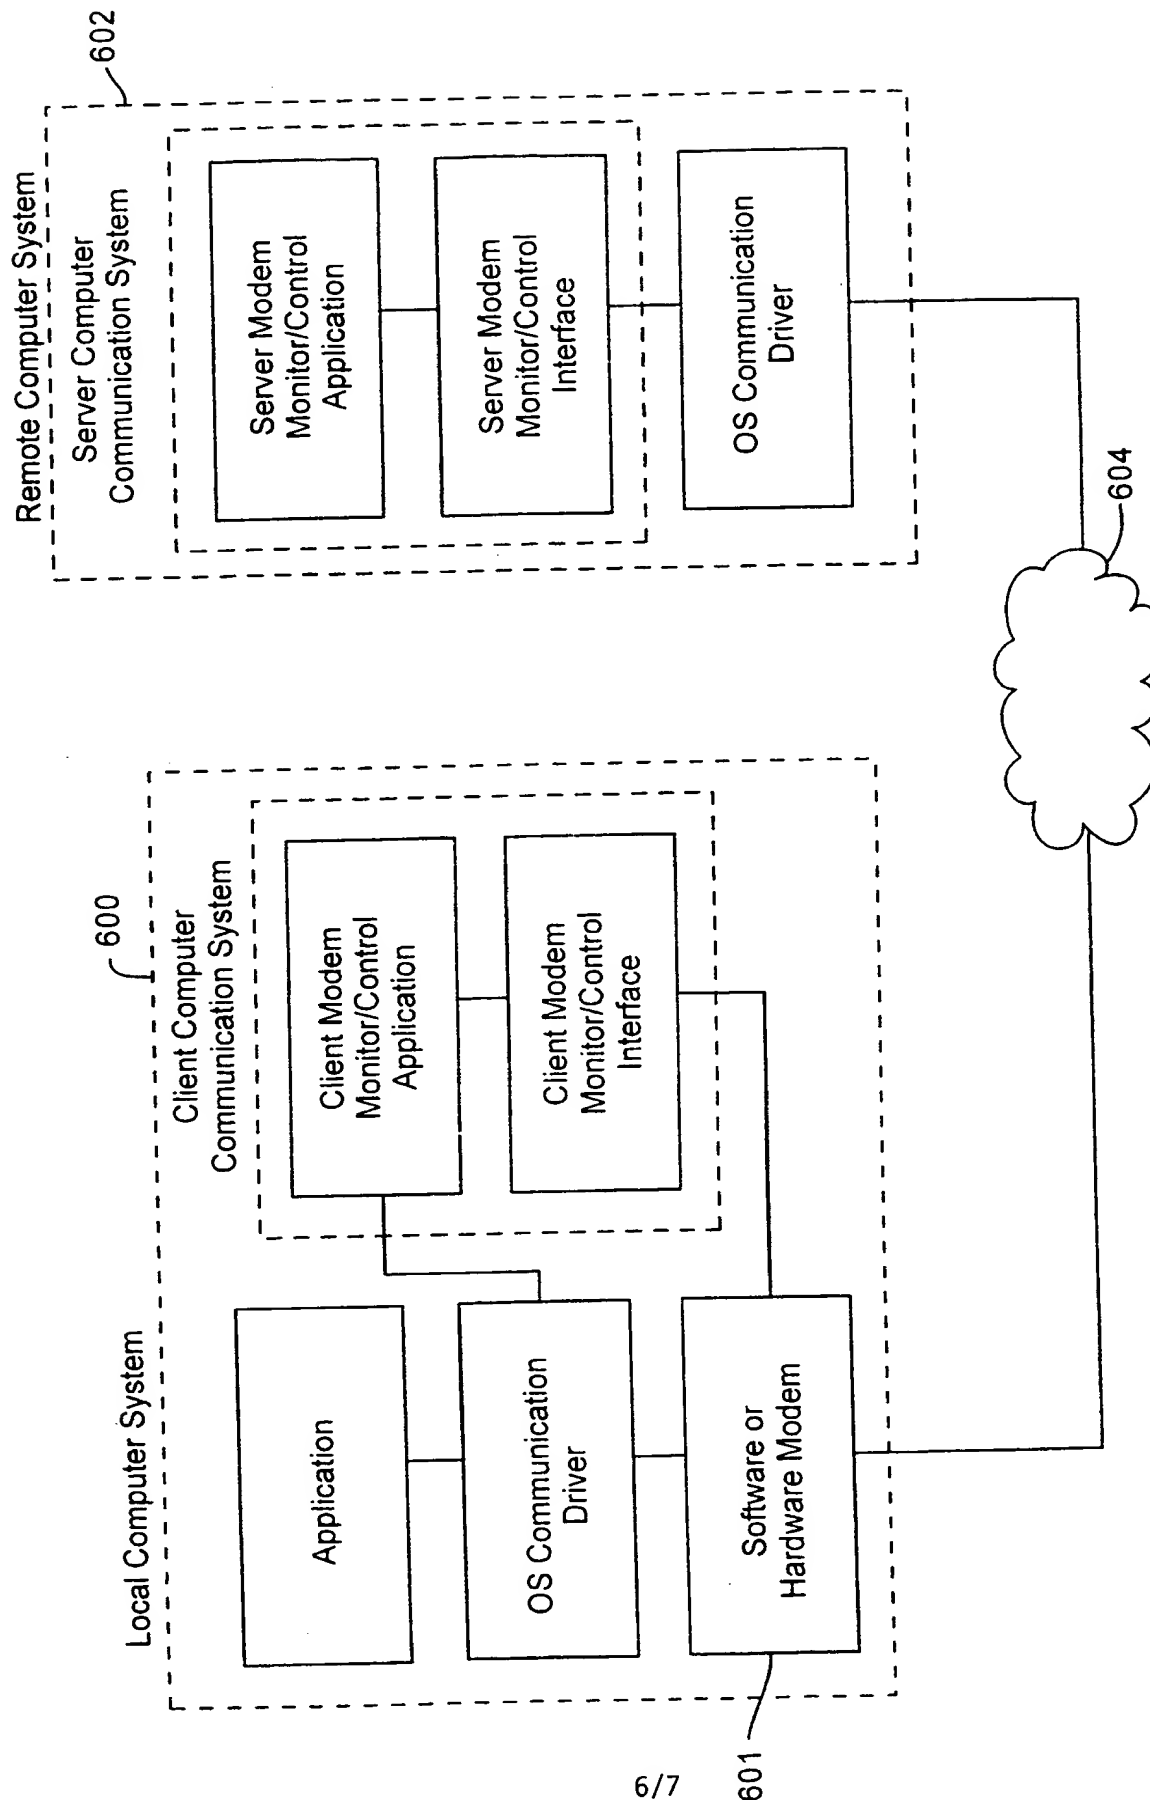 Local Computer System
600
Client Computer
Communication System
Application
OS Communication
Driver
Software or
Hardware Modem
601
Client Modem
Monitor/Control
Application
Client Modem
Monitor/Control
Interface
Remote Computer System
602
Server Computer
Communication System
Server Modem
Monitor/Control
Application
Server Modem
Monitor/Control
Interface
OS Communication
Driver
604
6/7